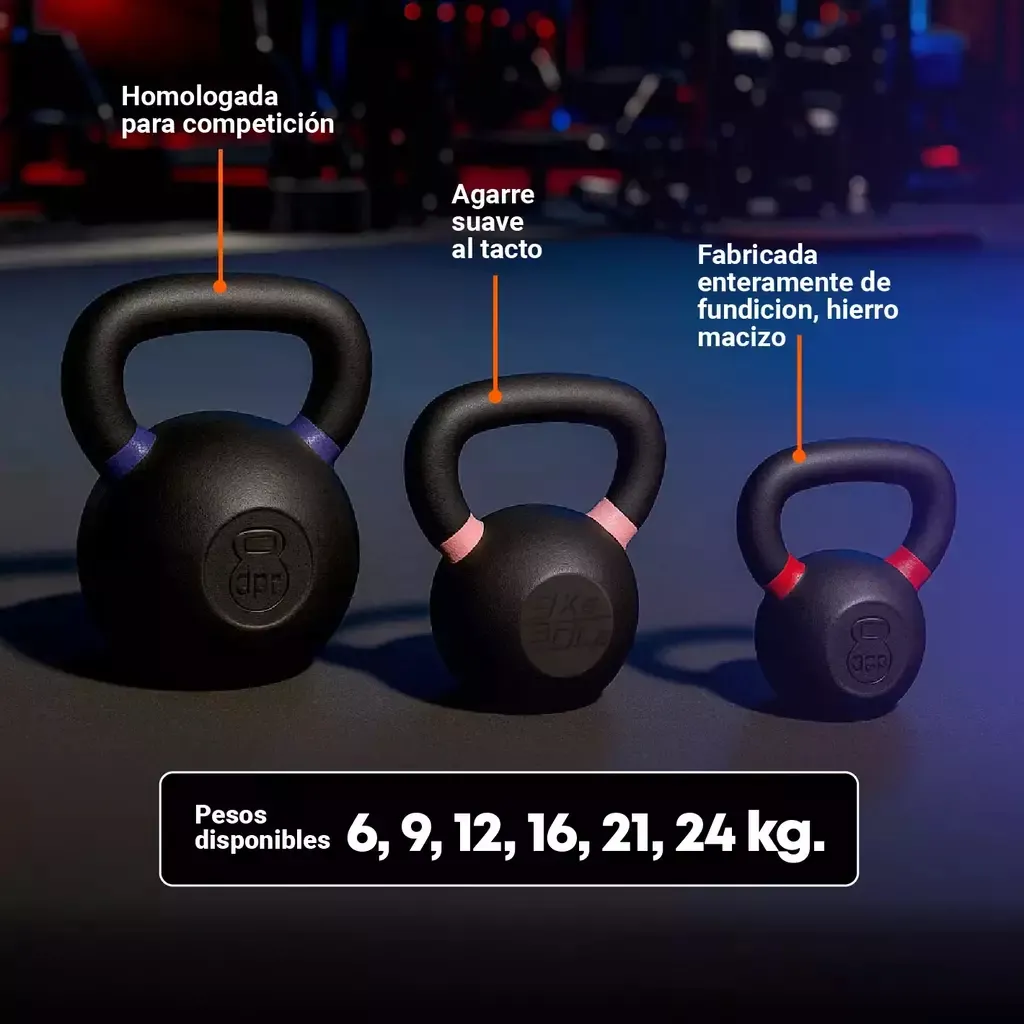 Homologada
para competición
Agarre
suave
al tacto
Fabricada
enteramente de
fundicion, hierro
macizo
Pesos
disponibles
6, 9, 12, 16, 21, 24 kg.